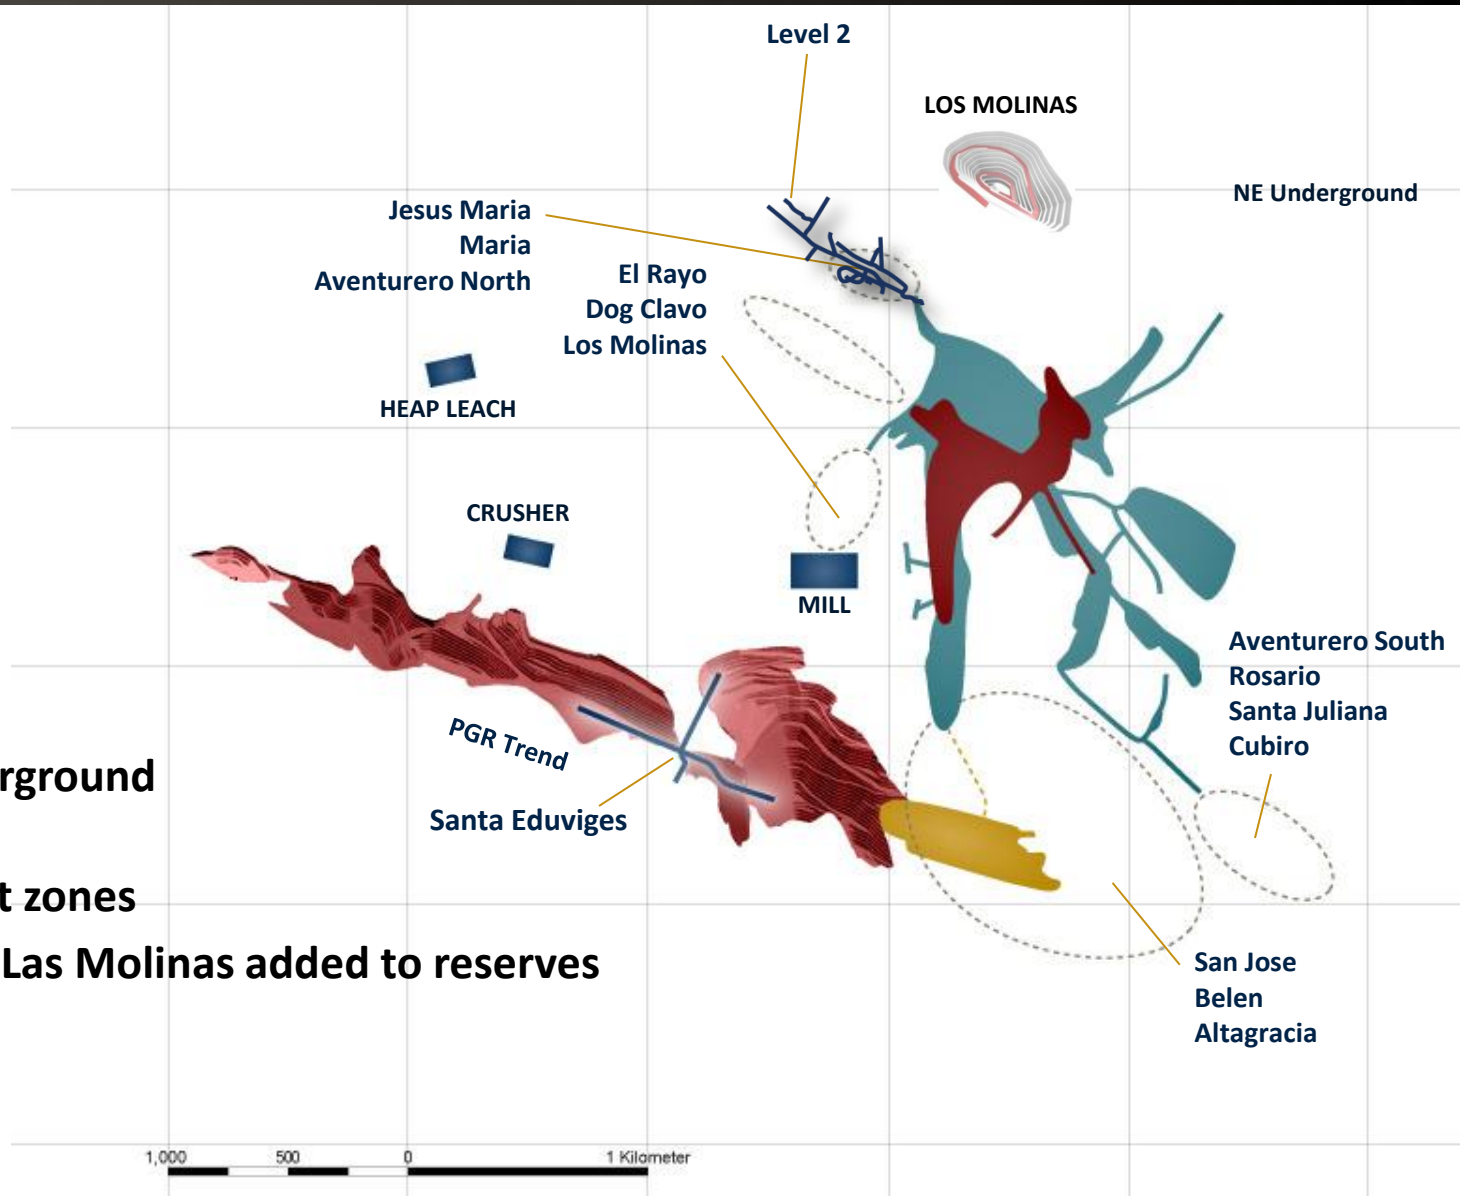 Level 2
LOS MOLINAS
NE Underground
Jesus Maria
Maria
Aventurero North
El Rayo
Dog Clavo
Los Molinas
HEAP LEACH
CRUSHER
MILL
Aventurero South
Rosario
Santa Juliana
Cubiro
PGR Trend
Santa Eduviges
rground
t zones
Las Molinas added to reserves
San Jose
Belen
Altagracia
1,000 500 0 1 Kilometer